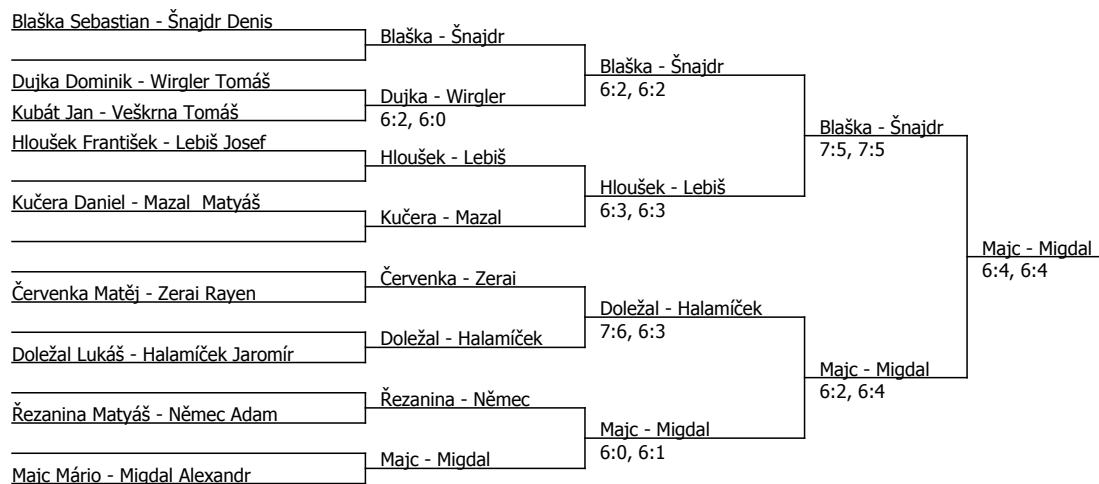 Blaška Sebastian - Šnajdr Denis
Blaška - Šnajdr
Blaška - Šnajdr
6:2, 6:2
Dujka Dominik - Wirgler Tomáš
Dujka - Wirgler
6:2, 6:0
Kubát Jan - Veškrna Tomáš
Blaška - Šnajdr
7:5, 7:5
Hloušek František - Lebiš Josef
Hloušek - Lebiš
Hloušek - Lebiš
6:3, 6:3
Kučera Daniel - Mazal  Matyáš
Kučera - Mazal
Majc - Migdal
6:4, 6:4
Červenka - Zerai
Červenka Matěj - Zerai Rayen
Doležal - Halamíček
7:6, 6:3
Doležal - Halamíček
Doležal Lukáš - Halamíček Jaromír
Majc - Migdal
6:2, 6:4
Řezanina - Němec
Řezanina Matyáš - Němec Adam
Majc - Migdal
6:0, 6:1
Majc - Migdal
Majc Mário - Migdal Alexandr